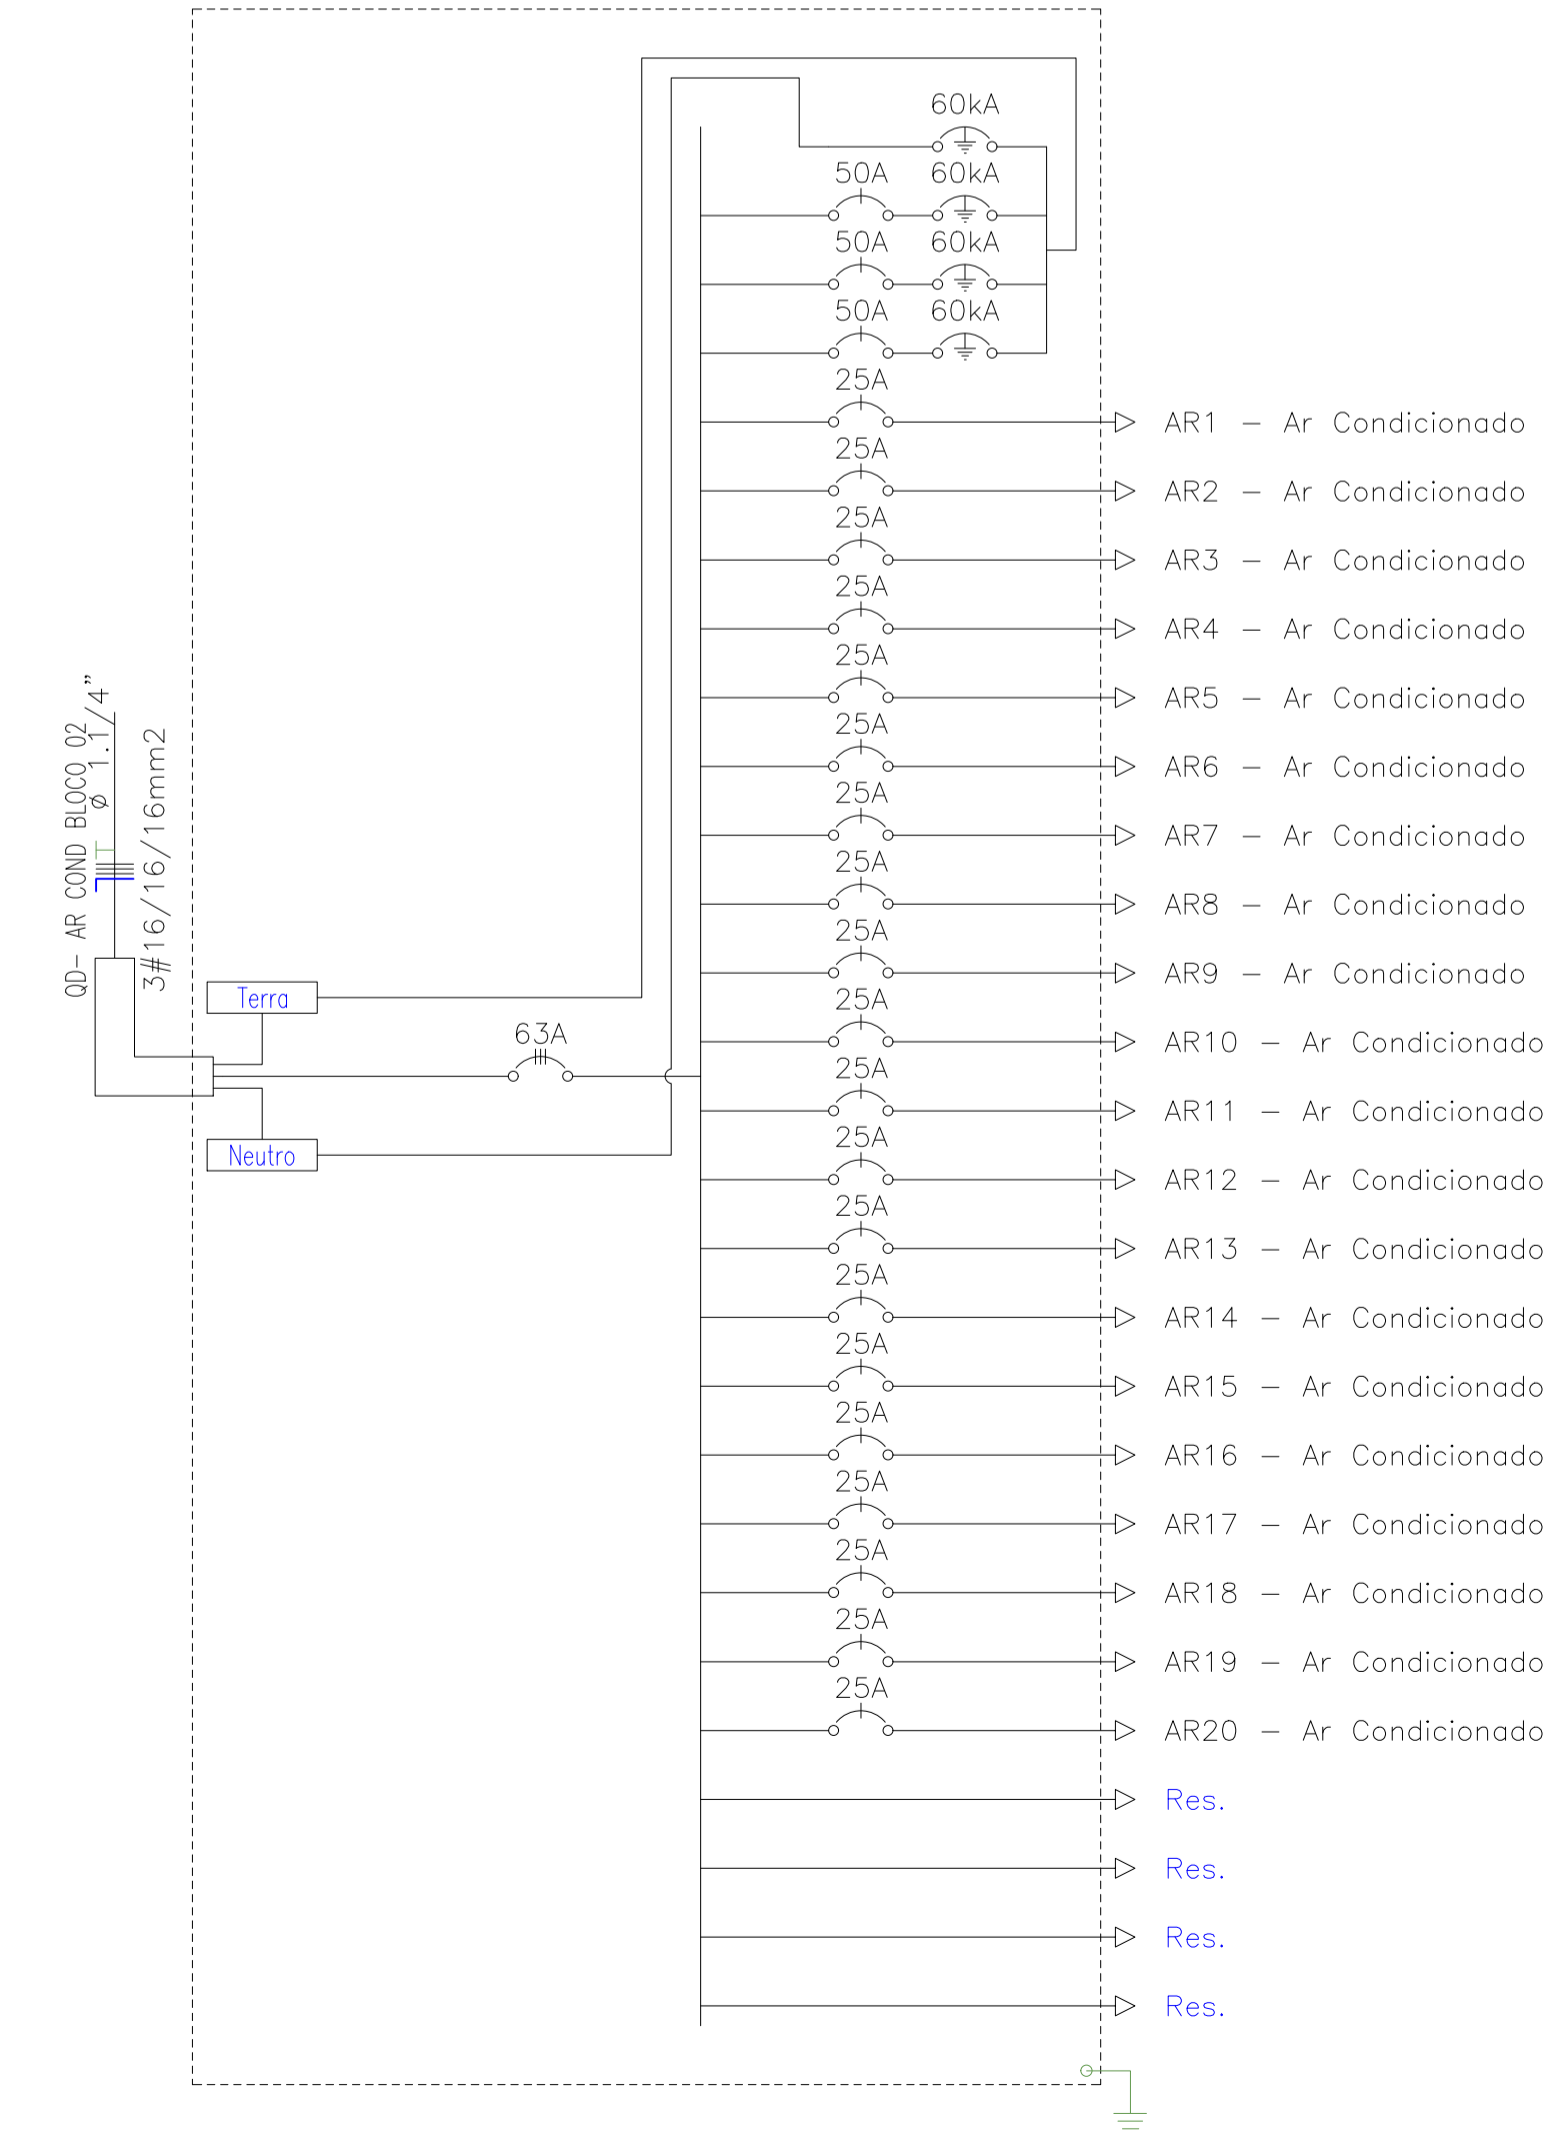 60kA
50A 60kA
50A 60kA
50A 60kA
25A
AR1 - Ar Condicionado
25A
AR2 - Ar Condicionado
25A
AR3 - Ar Condicionado
25A
AR4 - Ar Condicionado
25A
AR5 - Ar Condicionado
25A
AR6 - Ar Condicionado
25A
AR7 - Ar Condicionado
25A
AR8 - Ar Condicionado
25A
AR9 - Ar Condicionado
25A
AR10 - Ar Condicionado
25A
AR11 - Ar Condicionado
25A
AR12 - Ar Condicionado
25A
AR13 - Ar Condicionado
25A
AR14 - Ar Condicionado
25A
AR15 - Ar Condicionado
25A
AR16 - Ar Condicionado
25A
AR17 - Ar Condicionado
25A
AR18 - Ar Condicionado
25A
AR19 - Ar Condicionado
25A
AR20 - Ar Condicionado
Res.
Res.
Res.
Res.
QD- AR COND BLOCO 02
ø 1.1/4”
3#16/16/16mm2
Terra
63A
Neutro